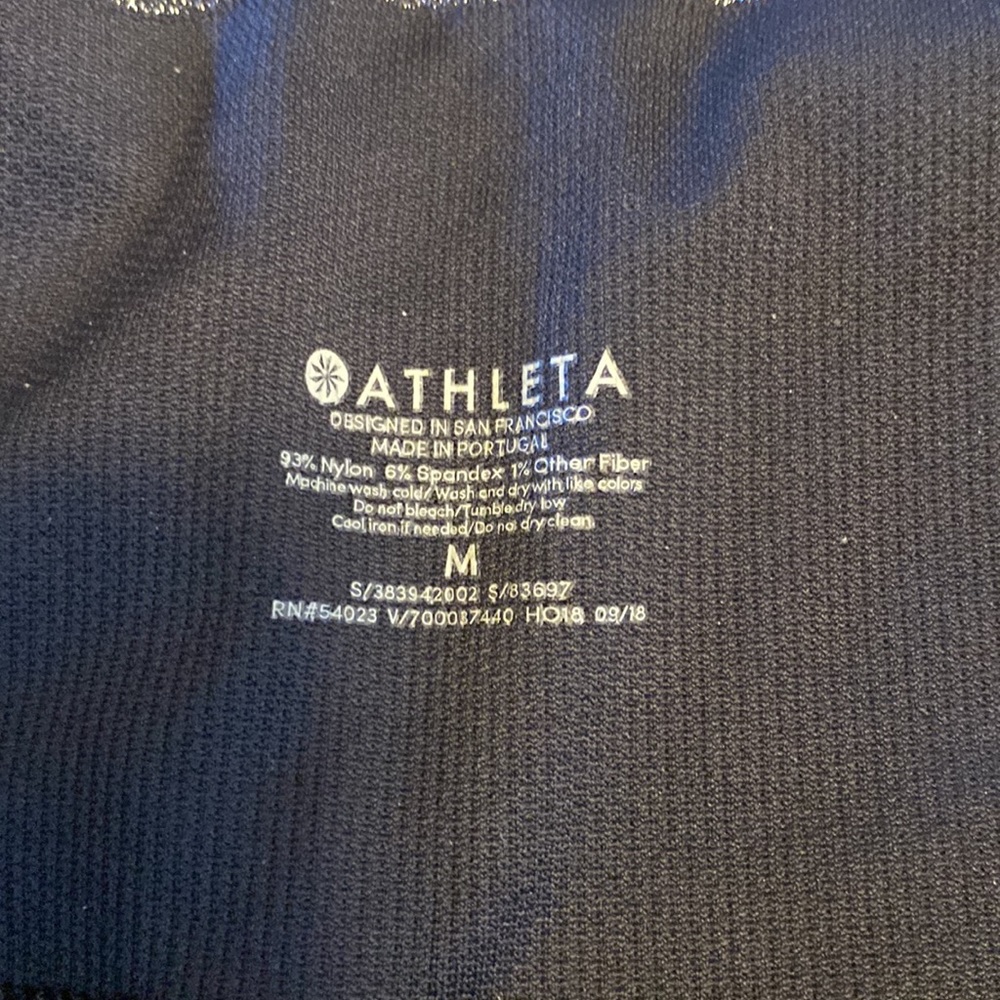 ATHLETA
DESIGNED IN SAN FRANCISCO
MADE IN PORTUGAL
93% Nylon 6% Spandex 1% Other Fiber
Machine wash cold/Wash and dry with like colors
Do not bleach/Tumble dry low
Cool iron if needed/Do not dry clean
M
S/383942002 S/83697
RN#54023 V/700037440 HO18 09/18